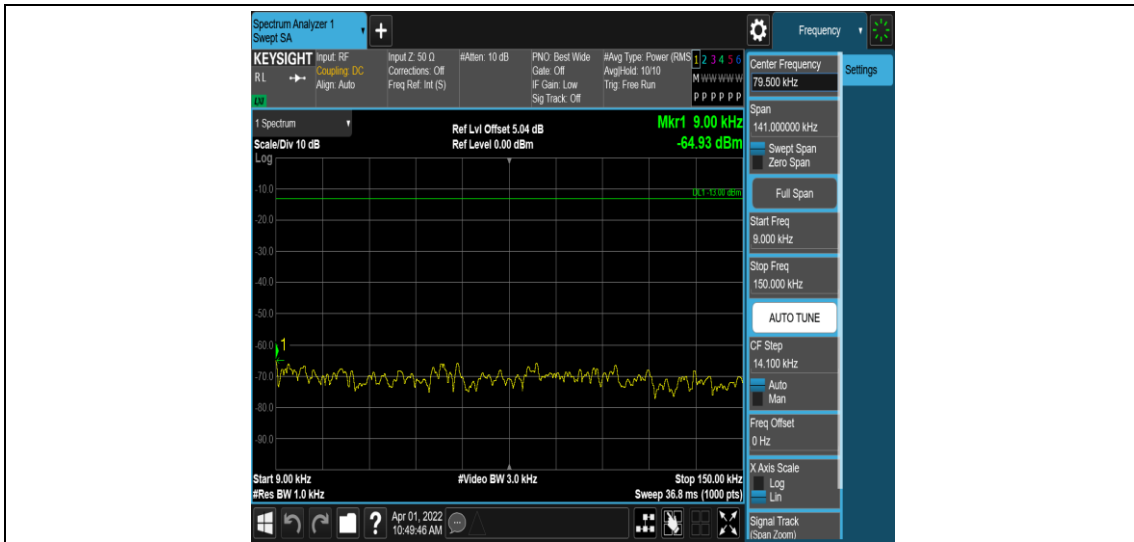 Spectrum Analyzer 1
Swept SA
+
Frequency
KEYSIGHT
RL
LXI
Input: RF
Coupling: DC
Align: Auto
Input Z: 50 Ω
Corrections: Off
Freq Ref: Int (S)
#Atten: 10 dB
PNO: Best Wide
Gate: Off
IF Gain: Low
Sig Track: Off
#Avg Type: Power (RMS
Avg|Hold: 10/10
Trig: Free Run
1 2 3 4 5 6
M W W W W W
P P P P P P
1 Spectrum
Scale/Div 10 dB
Ref Lvl Offset 5.04 dB
Ref Level 0.00 dBm
Mkr1 9.00 kHz
-64.93 dBm
Log
DL1 -13.00 dBm
-10.0
-20.0
-30.0
-40.0
-50.0
-60.0
1
-70.0
-80.0
-90.0
Start 9.00 kHz
#Res BW 1.0 kHz
#Video BW 3.0 kHz
Stop 150.00 kHz
Sweep 36.8 ms (1000 pts)
?
Apr 01, 2022
10:49:46 AM
Center Frequency
79.500 kHz
Span
141.000000 kHz
Swept Span
Zero Span
Full Span
Start Freq
9.000 kHz
Stop Freq
150.000 kHz
AUTO TUNE
CF Step
14.100 kHz
Auto
Man
Freq Offset
0 Hz
X Axis Scale
Log
Lin
Signal Track
(Span Zoom)
Settings